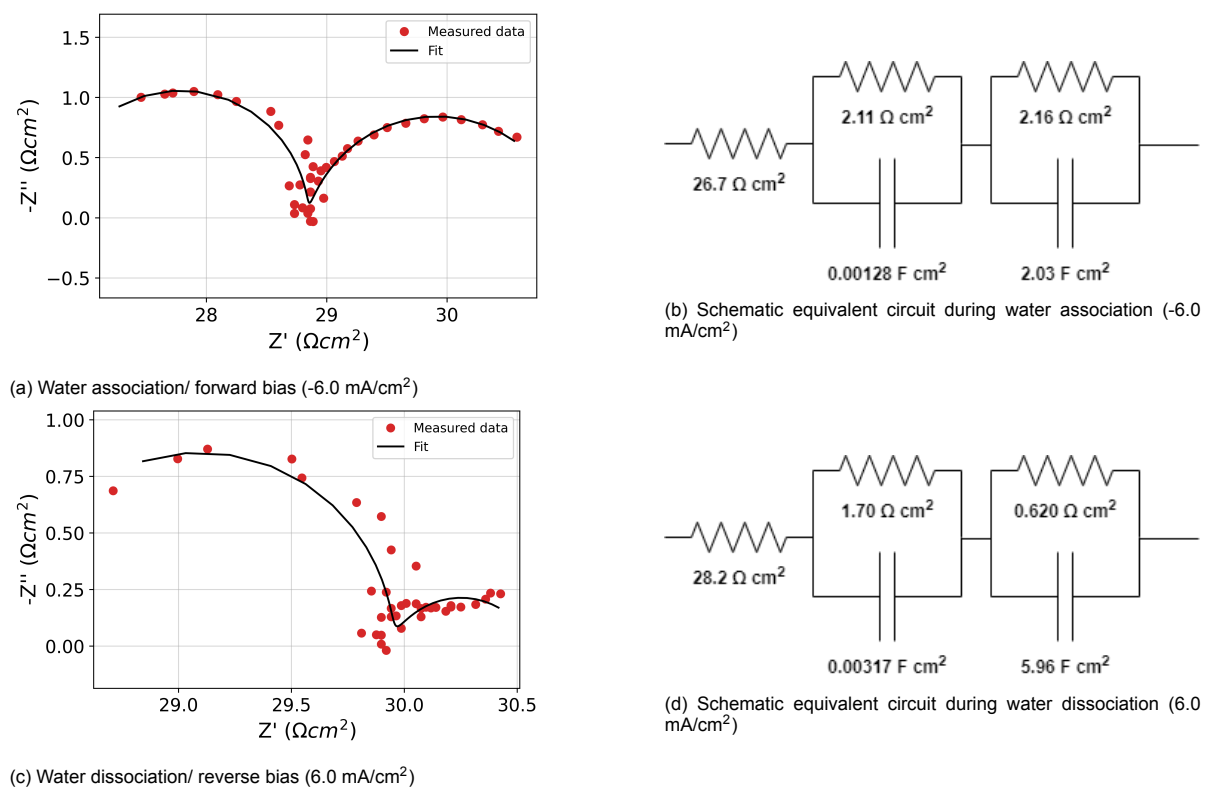 Measured data
Fit
1.5
1.0
0.5
0.0
−0.5
-Z'' (Ωcm²)
28
29
30
Z' (Ωcm²)
(a) Water association/ forward bias (-6.0 mA/cm²)
2.11 Ω cm²
2.16 Ω cm²
26.7 Ω cm²
0.00128 F cm²
2.03 F cm²
(b) Schematic equivalent circuit during water association (-6.0
mA/cm²)
Measured data
Fit
1.00
0.75
0.50
0.25
0.00
-Z'' (Ωcm²)
29.0
29.5
30.0
30.5
Z' (Ωcm²)
(c) Water dissociation/ reverse bias (6.0 mA/cm²)
1.70 Ω cm²
0.620 Ω cm²
28.2 Ω cm²
0.00317 F cm²
5.96 F cm²
(d) Schematic equivalent circuit during water dissociation (6.0
mA/cm²)